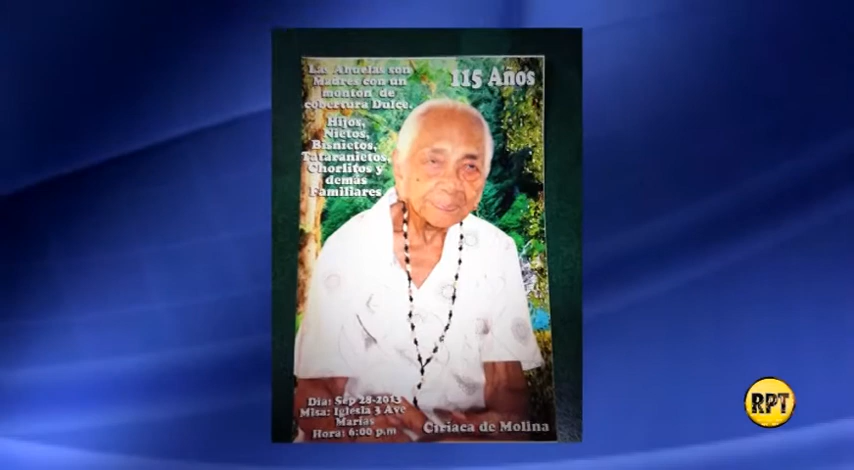 Las Abuelas son
Madres con un
monton de
cobertura Dulce.
115 Años
Hijos,
Nietos,
Bisnietos,
Tataranietos,
Chorlitos y
demás
Familiares
Dia: Sep 28-2013
Misa: Iglesia 3 Ave
Marías
Hora: 6:00 p.m
Ciriaca de Molina
RPT